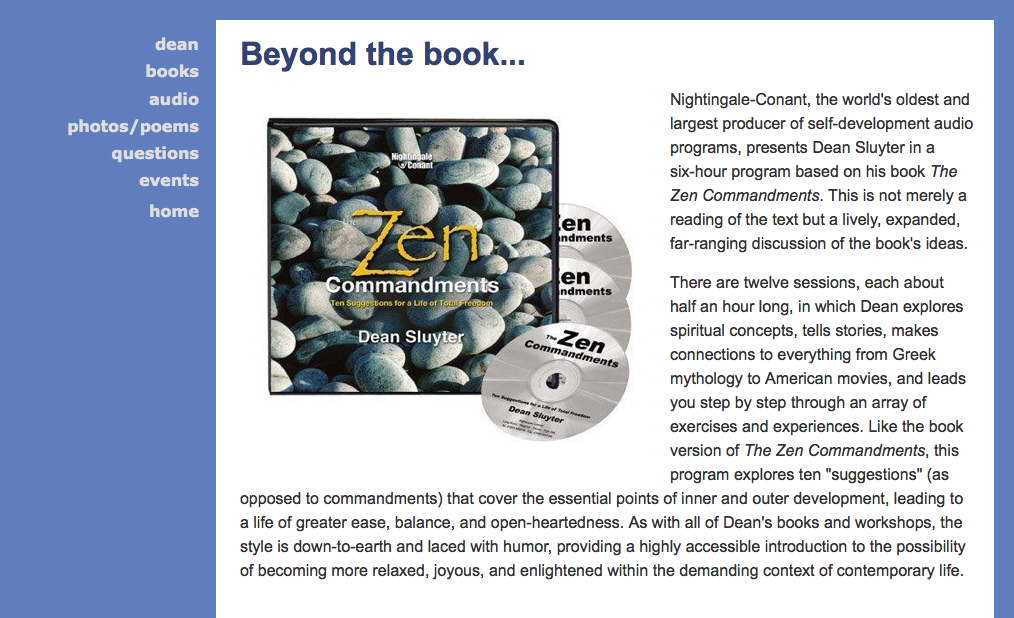 dean
books
audio
photos/poems
questions
events
home
Beyond the book...
Nightingale
Conant
the
Zen
Commandments
Ten Suggestions for a Life of Total Freedom
Dean Sluyter
Zen
ndments
Zen
ndments
The Zen
Commandments
Ten Suggestions for a Life of Total Freedom
Dean Sluyter
Nightingale-Conant, the world's oldest and
largest producer of self-development audio
programs, presents Dean Sluyter in a
six-hour program based on his book The
Zen Commandments. This is not merely a
reading of the text but a lively, expanded,
far-ranging discussion of the book's ideas.
There are twelve sessions, each about
half an hour long, in which Dean explores
spiritual concepts, tells stories, makes
connections to everything from Greek
mythology to American movies, and leads
you step by step through an array of
exercises and experiences. Like the book
version of The Zen Commandments, this
program explores ten "suggestions" (as
opposed to commandments) that cover the essential points of inner and outer development, leading to
a life of greater ease, balance, and open-heartedness. As with all of Dean's books and workshops, the
style is down-to-earth and laced with humor, providing a highly accessible introduction to the possibility
of becoming more relaxed, joyous, and enlightened within the demanding context of contemporary life.